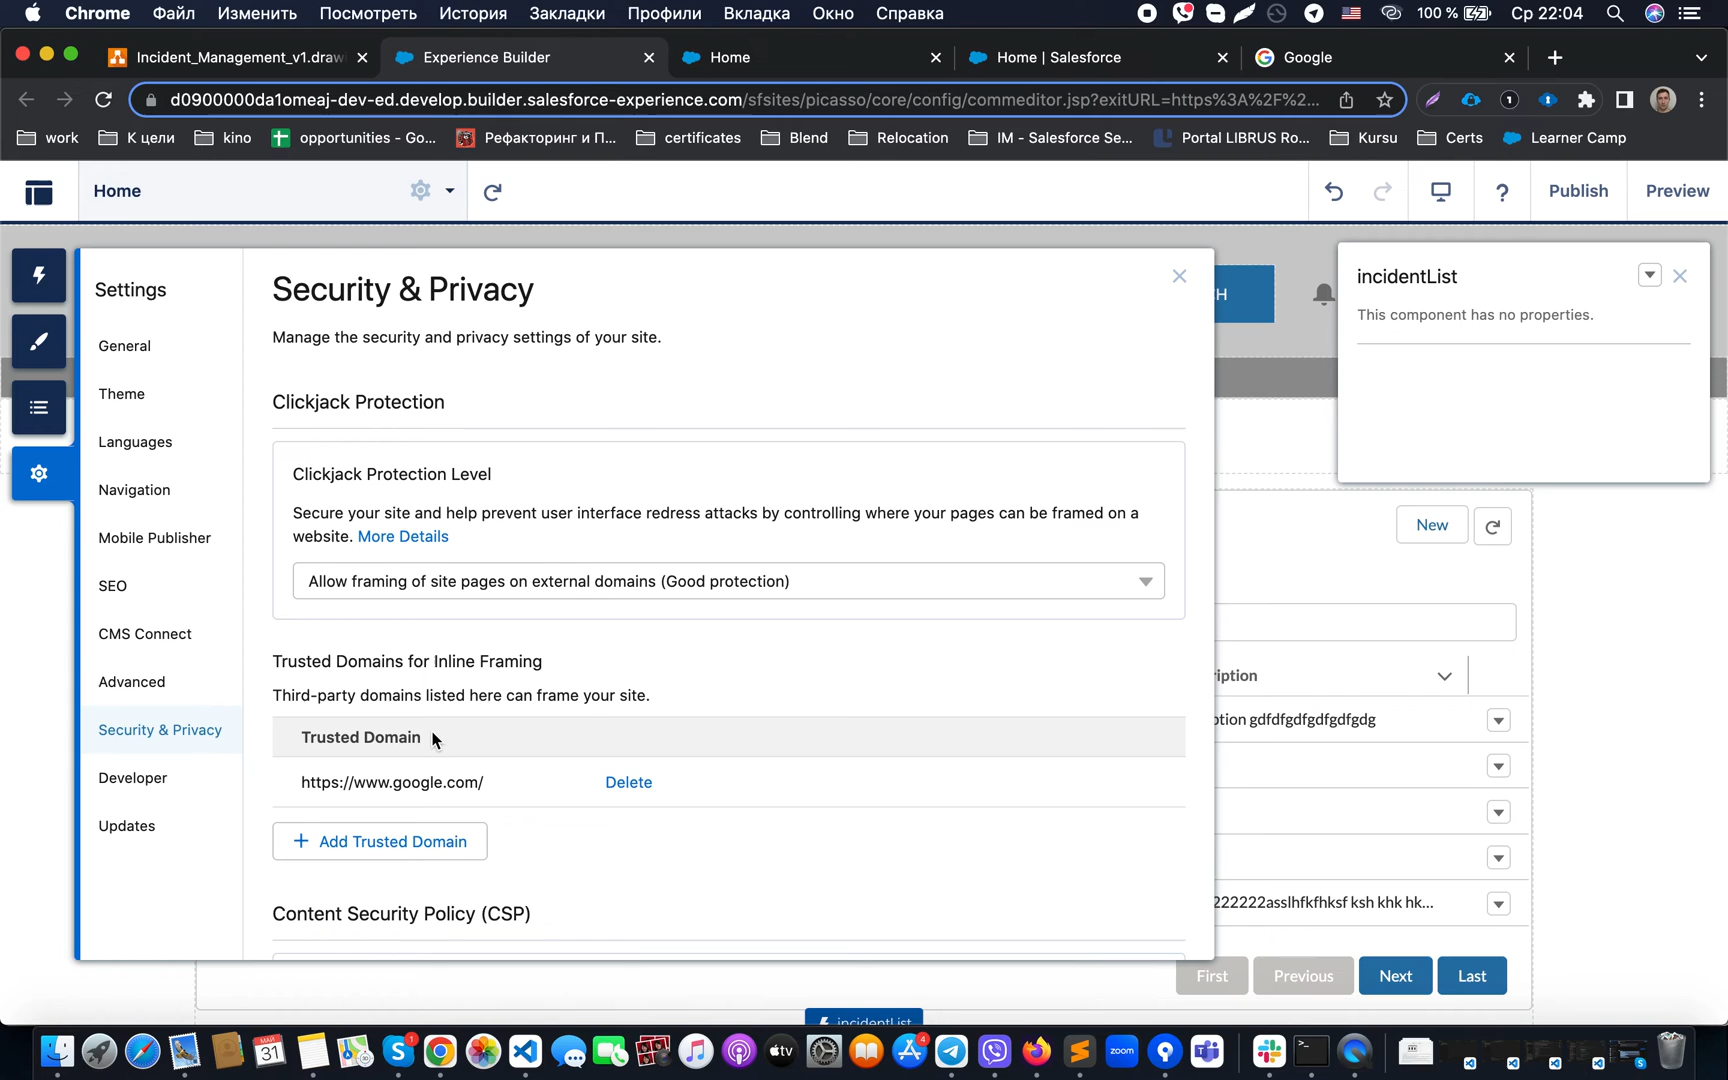 Chrome Файл Изменить Посмотреть История Закладки Профили Вкладка Окно Справка 100 % Ср 22:04
Incident_Management_v1.draw Experience Builder Home Home | Salesforce Google
d0900000da1omeaj-dev-ed.develop.builder.salesforce-experience.com/sfsites/picasso/core/config/commeditor.jsp?exitURL=https%3A%2F%2...
work К цели kino opportunities - Go... Рефакторинг и П... certificates Blend Relocation IM - Salesforce Se... Portal LIBRUS Ro... Kursu Certs Learner Camp
Home ? Publish Preview
Settings
General
Theme
Languages
Navigation
Mobile Publisher
SEO
CMS Connect
Advanced
Security & Privacy
Developer
Updates
Security & Privacy
Manage the security and privacy settings of your site.
Clickjack Protection
Clickjack Protection Level
Secure your site and help prevent user interface redress attacks by controlling where your pages can be framed on a
website. More Details
Allow framing of site pages on external domains (Good protection)
Trusted Domains for Inline Framing
Third-party domains listed here can frame your site.
Trusted Domain
https://www.google.com/ Delete
+ Add Trusted Domain
Content Security Policy (CSP)
CH
incidentList
This component has no properties.
New
ription
ption gdfdfgdfgdfgdfgdg
222222asslhfkfhksf ksh khk hk...
First Previous Next Last
incidentList
МАЙ
31
1
tv
4
zoom